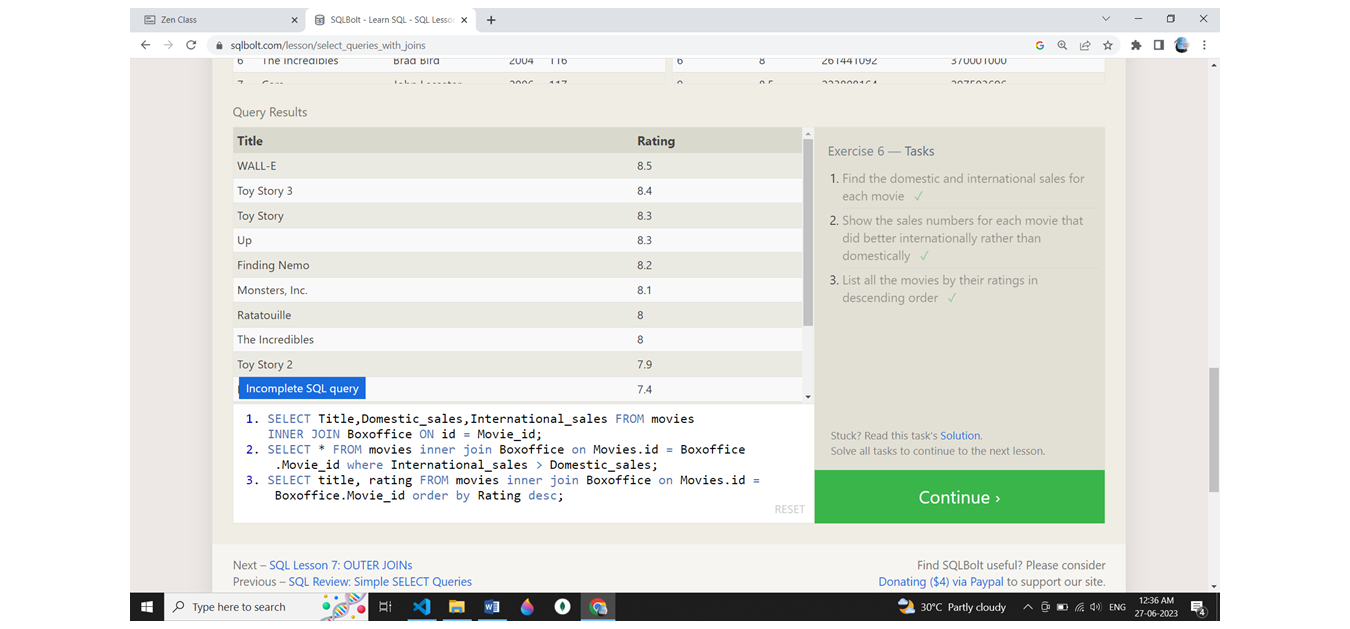 Zen Class
SQLBolt - Learn SQL - SQL Lesso
sqlbolt.com/lesson/select_queries_with_joins
6 The Incredibles Brad Bird 2004 116 6 8 261441092 370001000
Query Results
Title Rating
WALL-E 8.5
Toy Story 3 8.4
Toy Story 8.3
Up 8.3
Finding Nemo 8.2
Monsters, Inc. 8.1
Ratatouille 8
The Incredibles 8
Toy Story 2 7.9
7.4
Incomplete SQL query
Exercise 6 — Tasks
1. Find the domestic and international sales for
each movie ✓
2. Show the sales numbers for each movie that
did better internationally rather than
domestically ✓
3. List all the movies by their ratings in
descending order ✓
1. SELECT Title,Domestic_sales,International_sales FROM movies
INNER JOIN Boxoffice ON id = Movie_id;
2. SELECT * FROM movies inner join Boxoffice on Movies.id = Boxoffice
.Movie_id where International_sales > Domestic_sales;
3. SELECT title, rating FROM movies inner join Boxoffice on Movies.id =
Boxoffice.Movie_id order by Rating desc;
RESET
Stuck? Read this task's Solution.
Solve all tasks to continue to the next lesson.
Continue ›
Next – SQL Lesson 7: OUTER JOINs
Previous – SQL Review: Simple SELECT Queries
Find SQLBolt useful? Please consider
Donating ($4) via Paypal to support our site.
Type here to search
30°C Partly cloudy
ENG
12:36 AM
27-06-2023
4